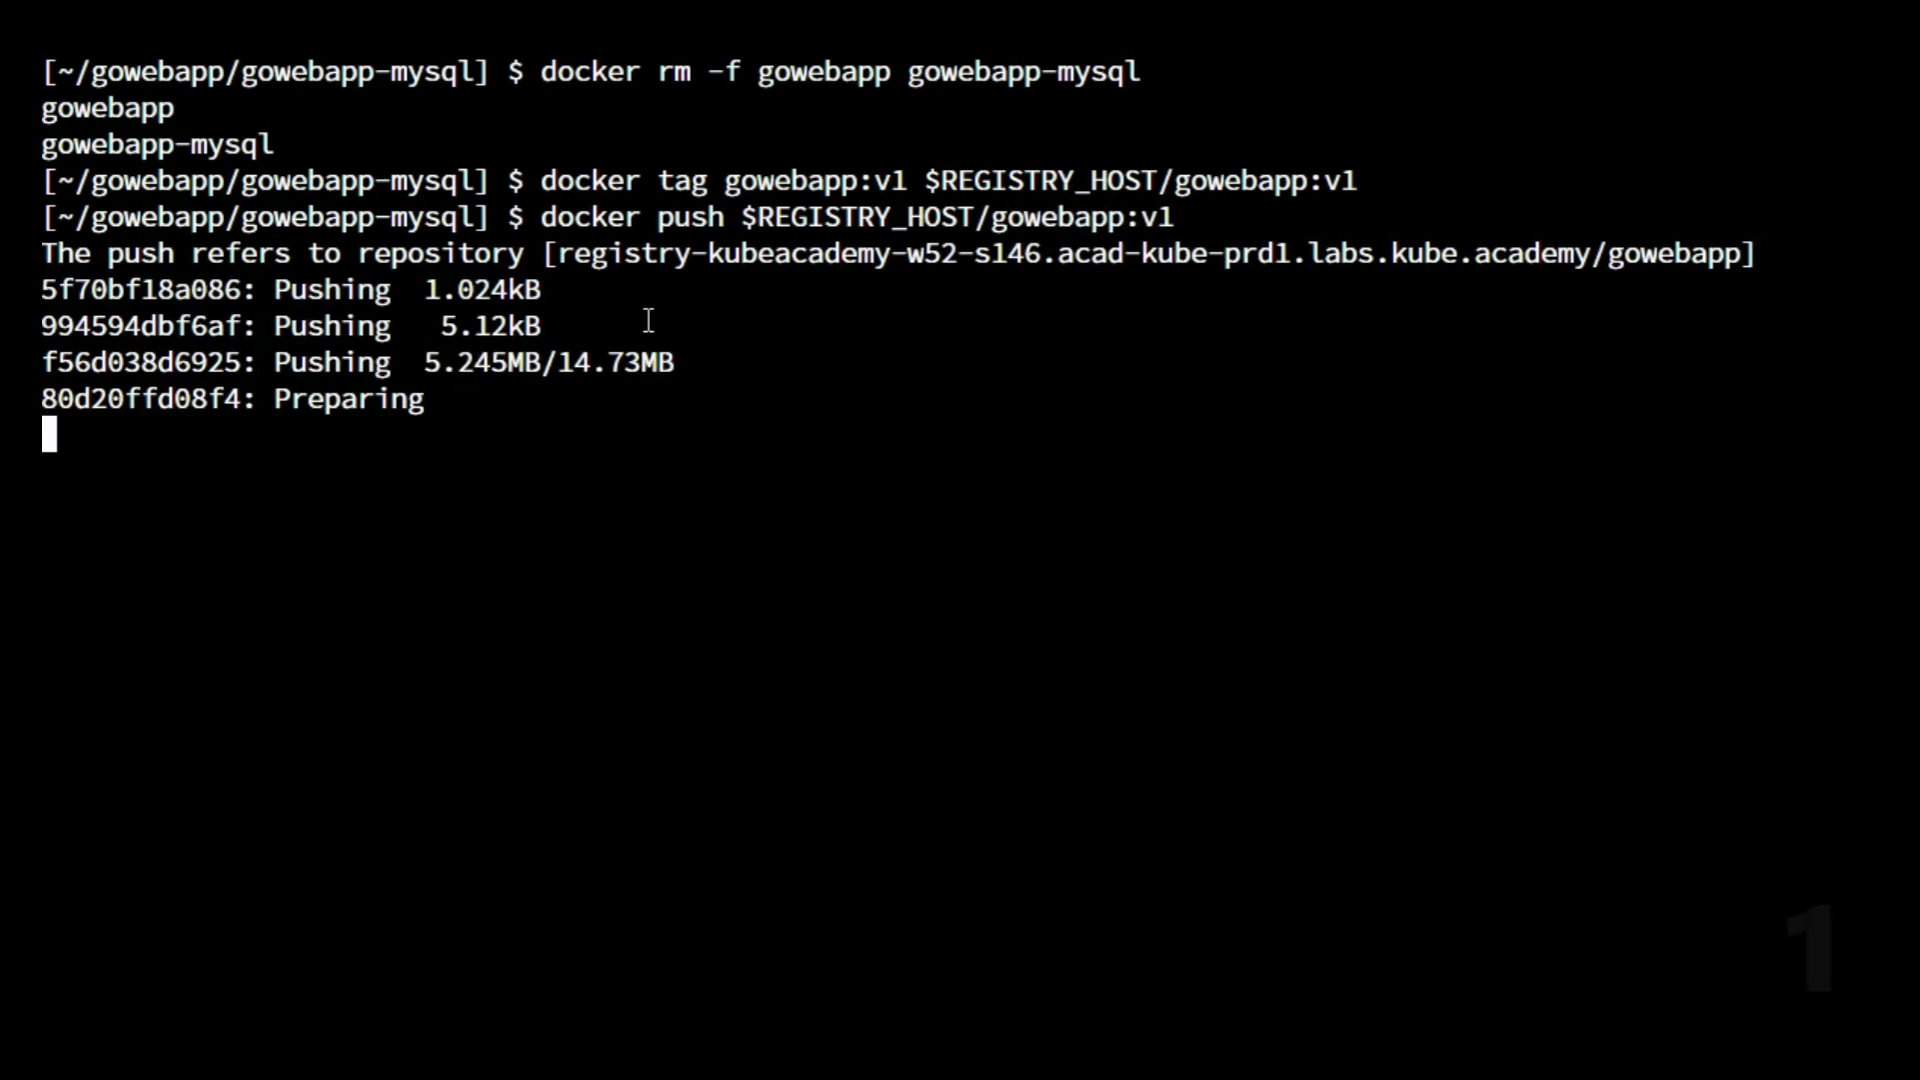 [~/gowebapp/gowebapp-mysql] $ docker rm -f gowebapp gowebapp-mysql
gowebapp
gowebapp-mysql
[~/gowebapp/gowebapp-mysql] $ docker tag gowebapp:v1 $REGISTRY_HOST/gowebapp:v1
[~/gowebapp/gowebapp-mysql] $ docker push $REGISTRY_HOST/gowebapp:v1
The push refers to repository [registry-kubeacademy-w52-s146.acad-kube-prd1.labs.kube.academy/gowebapp]
5f70bf18a086: Pushing  1.024kB
994594dbf6af: Pushing   5.12kB
f56d038d6925: Pushing  5.245MB/14.73MB
80d20ffd08f4: Preparing
1